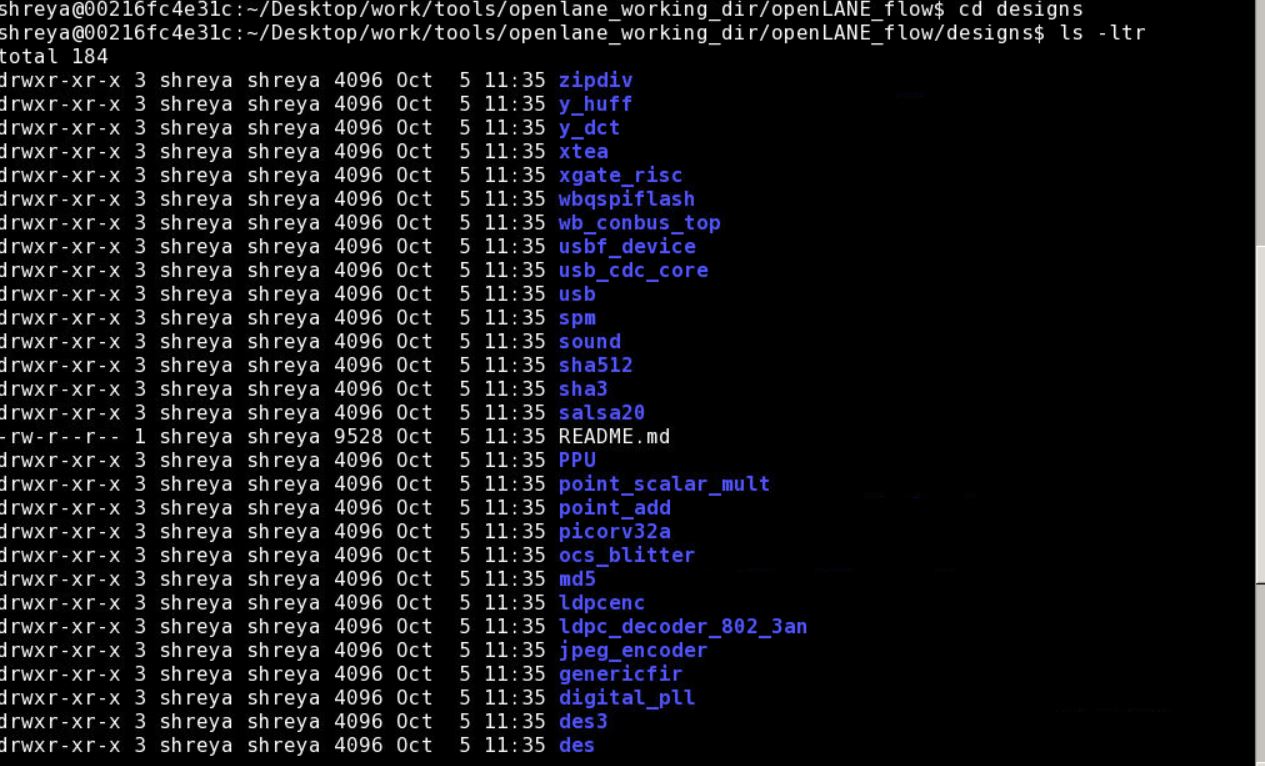 shreya@00216fc4e31c:~/Desktop/work/tools/openlane_working_dir/openLANE_flow$ cd designs
shreya@00216fc4e31c:~/Desktop/work/tools/openlane_working_dir/openLANE_flow/designs$ ls -ltr
total 184
drwxr-xr-x 3 shreya shreya 4096 Oct  5 11:35 zipdiv
drwxr-xr-x 3 shreya shreya 4096 Oct  5 11:35 y_huff
drwxr-xr-x 3 shreya shreya 4096 Oct  5 11:35 y_dct
drwxr-xr-x 3 shreya shreya 4096 Oct  5 11:35 xtea
drwxr-xr-x 3 shreya shreya 4096 Oct  5 11:35 xgate_risc
drwxr-xr-x 3 shreya shreya 4096 Oct  5 11:35 wbqspiflash
drwxr-xr-x 3 shreya shreya 4096 Oct  5 11:35 wb_conbus_top
drwxr-xr-x 3 shreya shreya 4096 Oct  5 11:35 usbf_device
drwxr-xr-x 3 shreya shreya 4096 Oct  5 11:35 usb_cdc_core
drwxr-xr-x 3 shreya shreya 4096 Oct  5 11:35 usb
drwxr-xr-x 3 shreya shreya 4096 Oct  5 11:35 spm
drwxr-xr-x 3 shreya shreya 4096 Oct  5 11:35 sound
drwxr-xr-x 3 shreya shreya 4096 Oct  5 11:35 sha512
drwxr-xr-x 3 shreya shreya 4096 Oct  5 11:35 sha3
drwxr-xr-x 3 shreya shreya 4096 Oct  5 11:35 salsa20
-rw-r--r-- 1 shreya shreya 9528 Oct  5 11:35 README.md
drwxr-xr-x 3 shreya shreya 4096 Oct  5 11:35 PPU
drwxr-xr-x 3 shreya shreya 4096 Oct  5 11:35 point_scalar_mult
drwxr-xr-x 3 shreya shreya 4096 Oct  5 11:35 point_add
drwxr-xr-x 3 shreya shreya 4096 Oct  5 11:35 picorv32a
drwxr-xr-x 3 shreya shreya 4096 Oct  5 11:35 ocs_blitter
drwxr-xr-x 3 shreya shreya 4096 Oct  5 11:35 md5
drwxr-xr-x 3 shreya shreya 4096 Oct  5 11:35 ldpcenc
drwxr-xr-x 3 shreya shreya 4096 Oct  5 11:35 ldpc_decoder_802_3an
drwxr-xr-x 3 shreya shreya 4096 Oct  5 11:35 jpeg_encoder
drwxr-xr-x 3 shreya shreya 4096 Oct  5 11:35 genericfir
drwxr-xr-x 3 shreya shreya 4096 Oct  5 11:35 digital_pll
drwxr-xr-x 3 shreya shreya 4096 Oct  5 11:35 des3
drwxr-xr-x 3 shreya shreya 4096 Oct  5 11:35 des